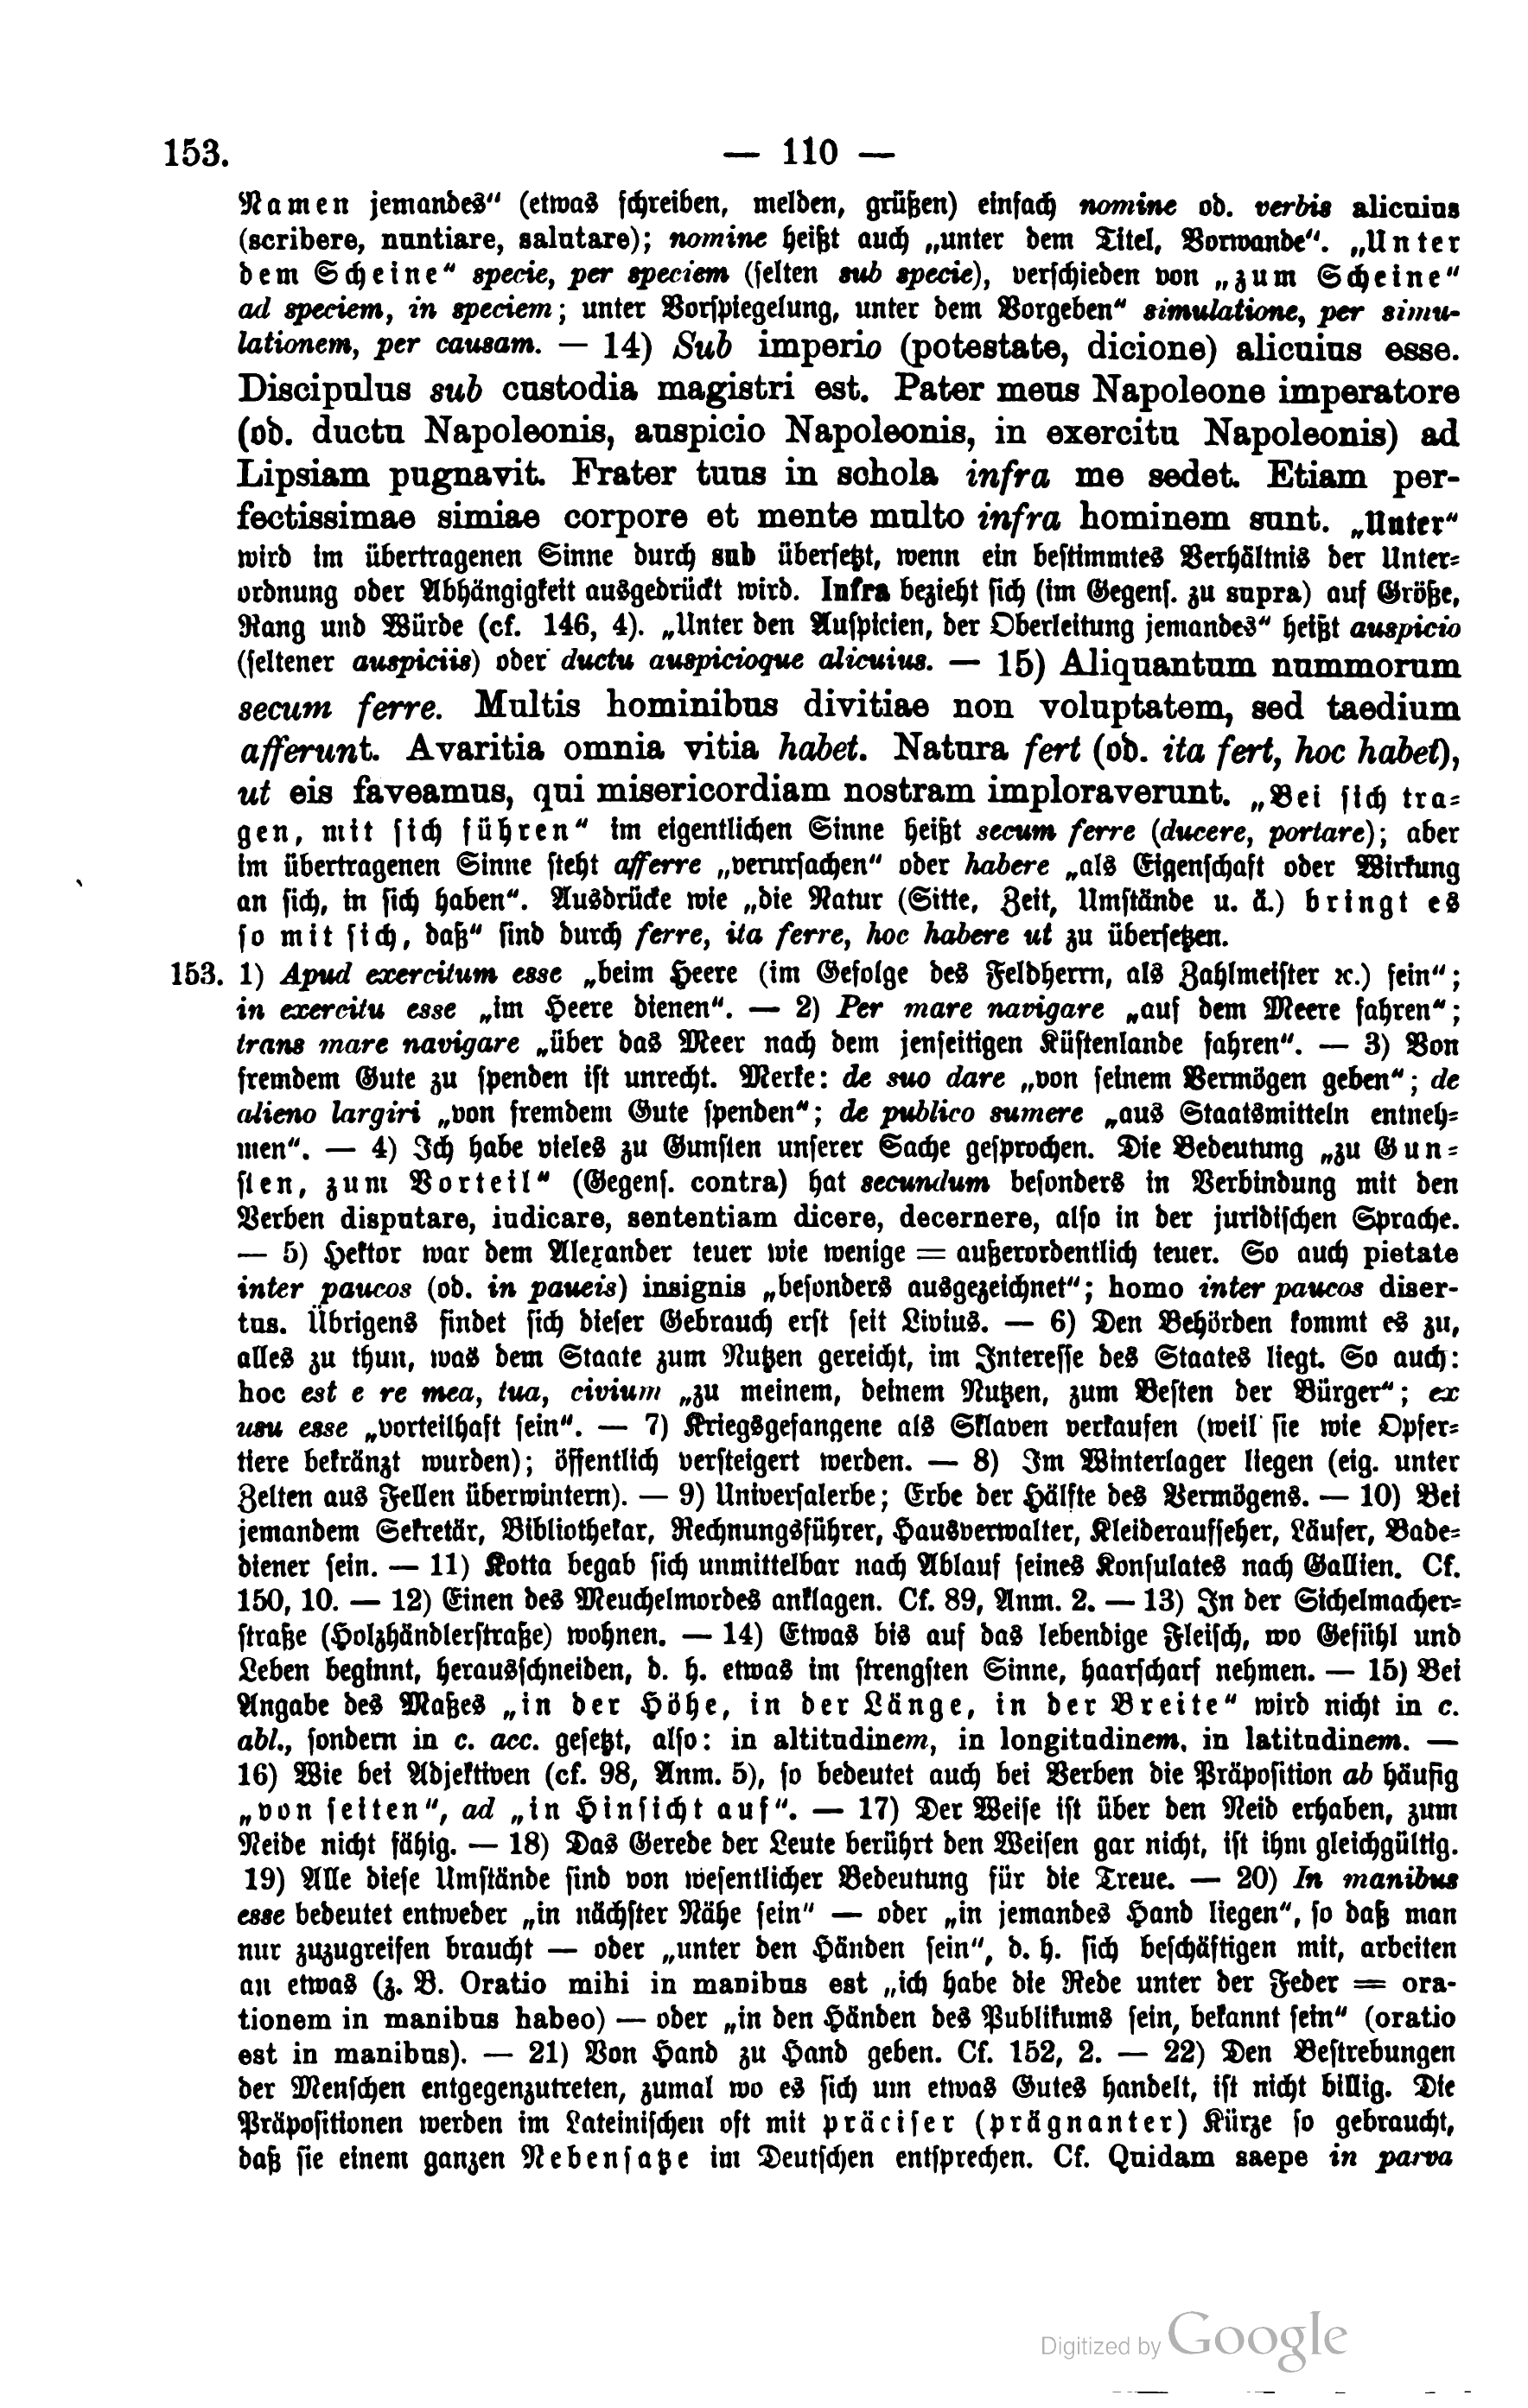 153. — 110 —
Namen jemandes“ (etwas schreiben, melden, grüßen) einfach nomine od. verbis alicuius
(scribere, nuntiare, salutare); nomine heißt auch „unter dem Titel, Vorwande“. „Unter
dem Scheine“ specie, per speciem (selten sub specie), verschieden von „zum Scheine“
ad speciem, in speciem; unter Vorspiegelung, unter dem Vorgeben“ simulatione, per simu-
lationem, per causam. — 14) Sub imperio (potestate, dicione) alicuius esse.
Discipulus sub custodia magistri est. Pater meus Napoleone imperatore
(od. ductu Napoleonis, auspicio Napoleonis, in exercitu Napoleonis) ad
Lipsiam pugnavit. Frater tuus in schola infra me sedet. Etiam per-
fectissimae simiae corpore et mente multo infra hominem sunt. „Unter“
wird im übertragenen Sinne durch sub übersetzt, wenn ein bestimmtes Verhältnis der Unter-
ordnung oder Abhängigkeit ausgedrückt wird. Infra bezieht sich (im Gegens. zu supra) auf Größe,
Rang und Würde (cf. 146, 4). „Unter den Auspicien, der Oberleitung jemandes“ heißt auspicio
(seltener auspiciis) oder ductu auspicioque alicuius. — 15) Aliquantum nummorum
secum ferre. Multis hominibus divitiae non voluptatem, sed taedium
afferunt. Avaritia omnia vitia habet. Natura fert (od. ita fert, hoc habet),
ut eis faveamus, qui misericordiam nostram imploraverunt. „Bei sich tra-
gen, mit sich führen“ im eigentlichen Sinne heißt secum ferre (ducere, portare); aber
im übertragenen Sinne steht afferre „verursachen“ oder habere „als Eigenschaft oder Wirkung
an sich, in sich haben“. Ausdrücke wie „die Natur (Sitte, Zeit, Umstände u. ä.) bringt es
so mit sich, daß“ sind durch ferre, ita ferre, hoc habere ut zu übersetzen.
153. 1) Apud exercitum esse „beim Heere (im Gefolge des Feldherrn, als Zahlmeister ꝛc.) sein“;
in exercitu esse „im Heere dienen“. — 2) Per mare navigare „auf dem Meere fahren“;
trans mare navigare „über das Meer nach dem jenseitigen Küstenlande fahren“. — 3) Von
fremdem Gute zu spenden ist unrecht. Merke: de suo dare „von seinem Vermögen geben“; de
alieno largiri „von fremdem Gute spenden“; de publico sumere „aus Staatsmitteln entneh-
men“. — 4) Ich habe vieles zu Gunsten unserer Sache gesprochen. Die Bedeutung „zu Gun-
sten, zum Vorteil“ (Gegens. contra) hat secundum besonders in Verbindung mit den
Verben disputare, iudicare, sententiam dicere, decernere, also in der juridischen Sprache.
— 5) Hektor war dem Alexander teuer wie wenige = außerordentlich teuer. So auch pietate
inter paucos (od. in paucis) insignis „besonders ausgezeichnet“; homo inter paucos diser-
tus. Übrigens findet sich dieser Gebrauch erst seit Livius. — 6) Den Behörden kommt es zu,
alles zu thun, was dem Staate zum Nutzen gereicht, im Interesse des Staates liegt. So auch:
hoc est e re mea, tua, civium „zu meinem, deinem Nutzen, zum Besten der Bürger“; ex
usu esse „vorteilhaft sein“. — 7) Kriegsgefangene als Sklaven verkaufen (weil sie wie Opfer-
tiere bekränzt wurden); öffentlich versteigert werden. — 8) Im Winterlager liegen (eig. unter
Zelten aus Fellen überwintern). — 9) Universalerbe; Erbe der Hälfte des Vermögens. — 10) Bei
jemandem Sekretär, Bibliothekar, Rechnungsführer, Hausverwalter, Kleideraufseher, Läufer, Bade-
diener sein. — 11) Kotta begab sich unmittelbar nach Ablauf seines Konsulates nach Gallien. Cf.
150, 10. — 12) Einen des Meuchelmordes anklagen. Cf. 89, Anm. 2. — 13) In der Sichelmacher-
straße (Holzhändlerstraße) wohnen. — 14) Etwas bis auf das lebendige Fleisch, wo Gefühl und
Leben beginnt, herausschneiden, d. h. etwas im strengsten Sinne, haarscharf nehmen. — 15) Bei
Angabe des Maßes „in der Höhe, in der Länge, in der Breite“ wird nicht in c.
abl., sondern in c. acc. gesetzt, also: in altitudinem, in longitudinem, in latitudinem. —
16) Wie bei Adjektiven (cf. 98, Anm. 5), so bedeutet auch bei Verben die Präposition ab häufig
„von seiten“, ad „in Hinsicht auf“. — 17) Der Weise ist über den Neid erhaben, zum
Neide nicht fähig. — 18) Das Gerede der Leute berührt den Weisen gar nicht, ist ihm gleichgültig.
19) Alle diese Umstände sind von wesentlicher Bedeutung für die Treue. — 20) In manibus
esse bedeutet entweder „in nächster Nähe sein“ — oder „in jemandes Hand liegen“, so daß man
nur zuzugreifen braucht — oder „unter den Händen sein“, d. h. sich beschäftigen mit, arbeiten
an etwas (z. B. Oratio mihi in manibus est „ich habe die Rede unter der Feder = ora-
tionem in manibus habeo) — oder „in den Händen des Publikums sein, bekannt sein“ (oratio
est in manibus). — 21) Von Hand zu Hand geben. Cf. 152, 2. — 22) Den Bestrebungen
der Menschen entgegenzutreten, zumal wo es sich um etwas Gutes handelt, ist nicht billig. Die
Präpositionen werden im Lateinischen oft mit präciser (prägnanter) Kürze so gebraucht,
daß sie einem ganzen Nebensatze im Deutschen entsprechen. Cf. Quidam saepe in parva
Digitized by Google